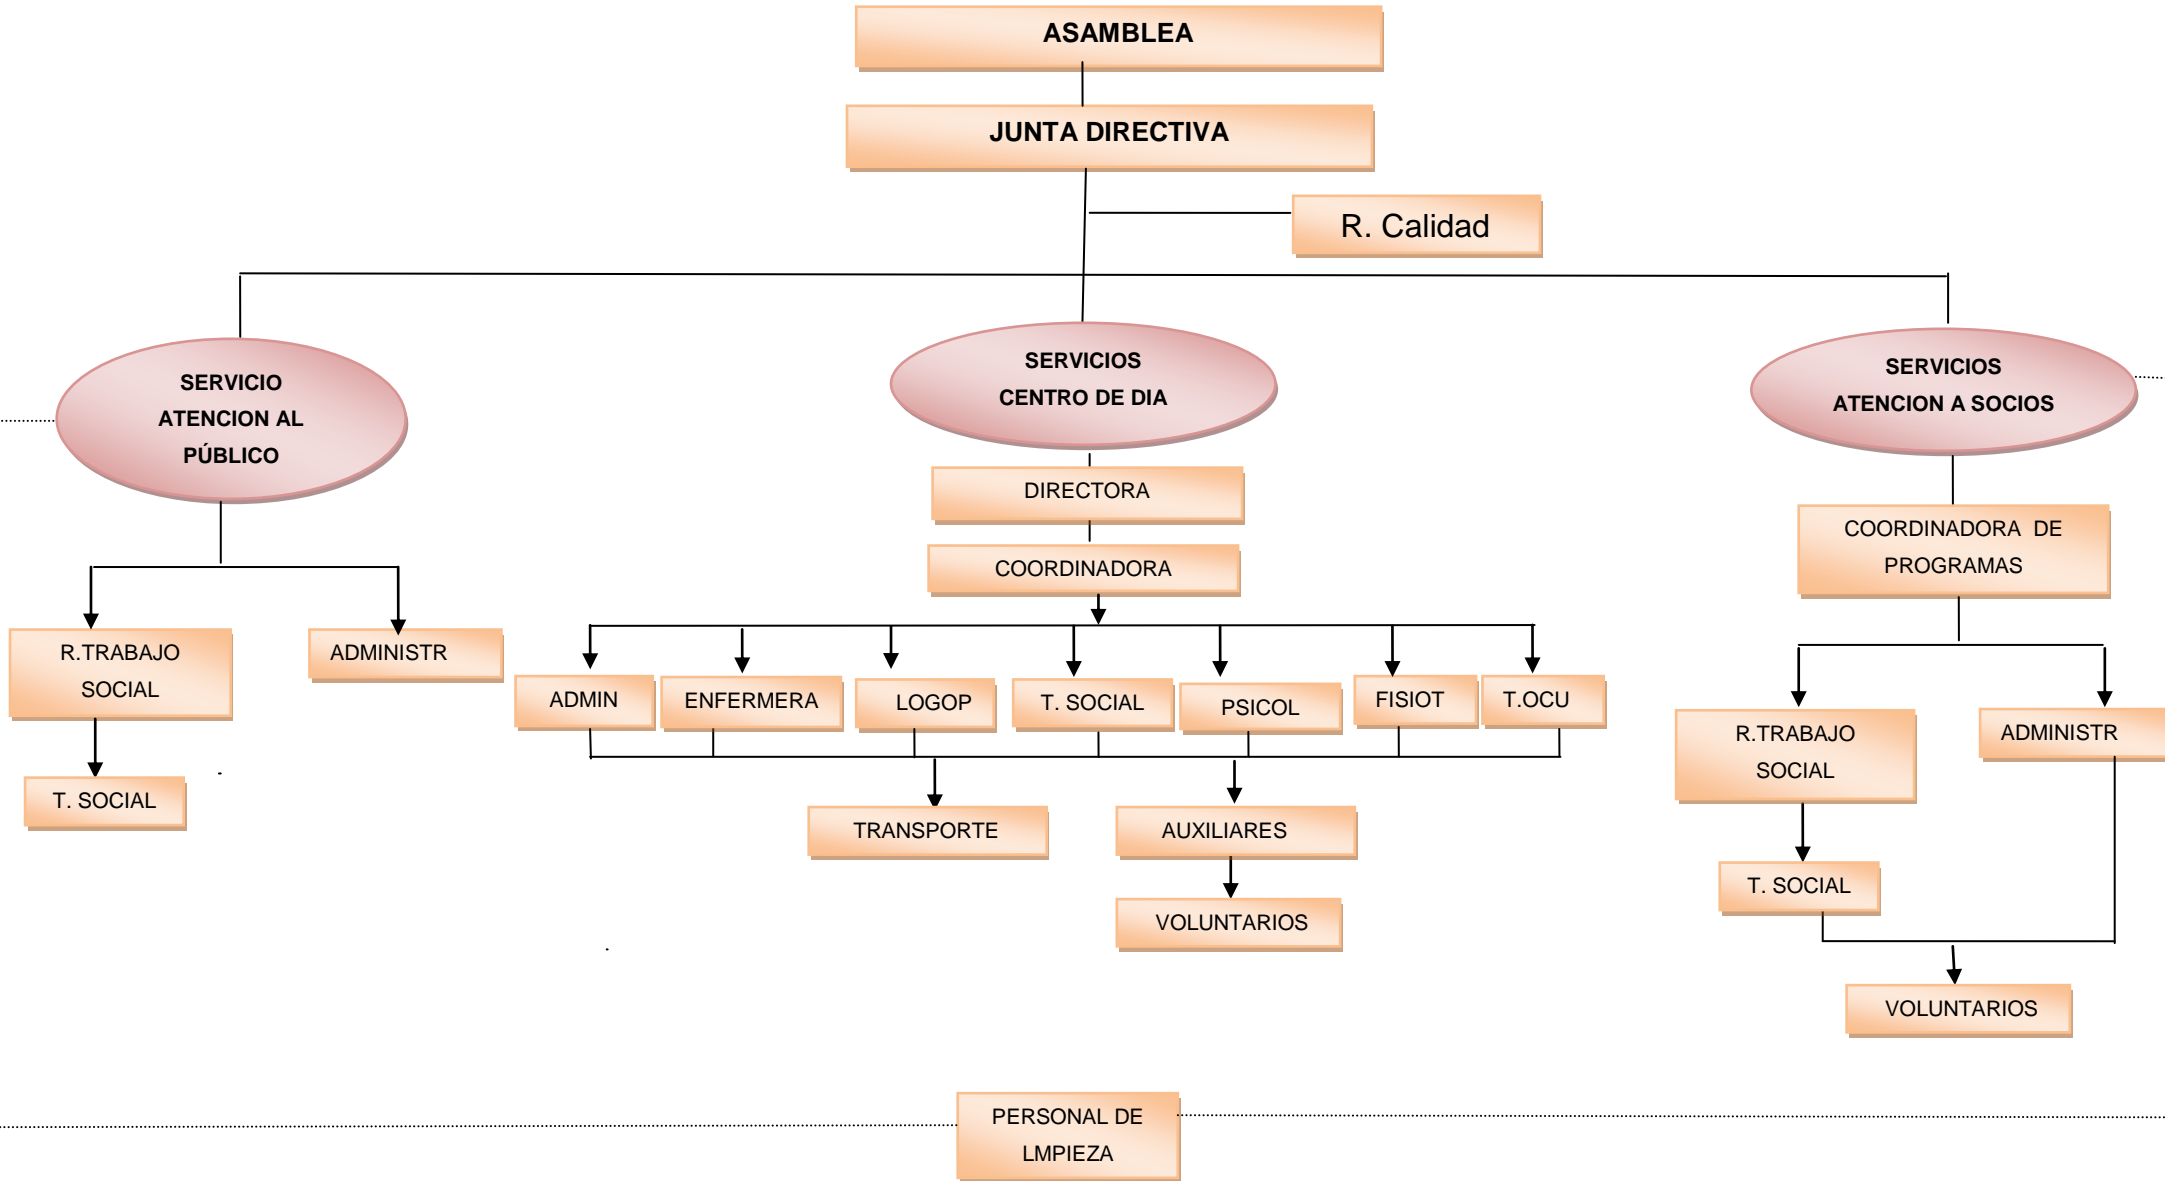 ASAMBLEA
JUNTA DIRECTIVA
R. Calidad
SERVICIO
ATENCION AL
PÚBLICO
SERVICIOS
CENTRO DE DIA
SERVICIOS
ATENCION A SOCIOS
DIRECTORA
COORDINADORA
COORDINADORA DE
PROGRAMAS
R.TRABAJO
SOCIAL
ADMINISTR
T. SOCIAL
ADMIN
ENFERMERA
LOGOP
T. SOCIAL
PSICOL
FISIOT
T.OCU
TRANSPORTE
AUXILIARES
VOLUNTARIOS
R.TRABAJO
SOCIAL
ADMINISTR
T. SOCIAL
VOLUNTARIOS
PERSONAL DE
LMPIEZA